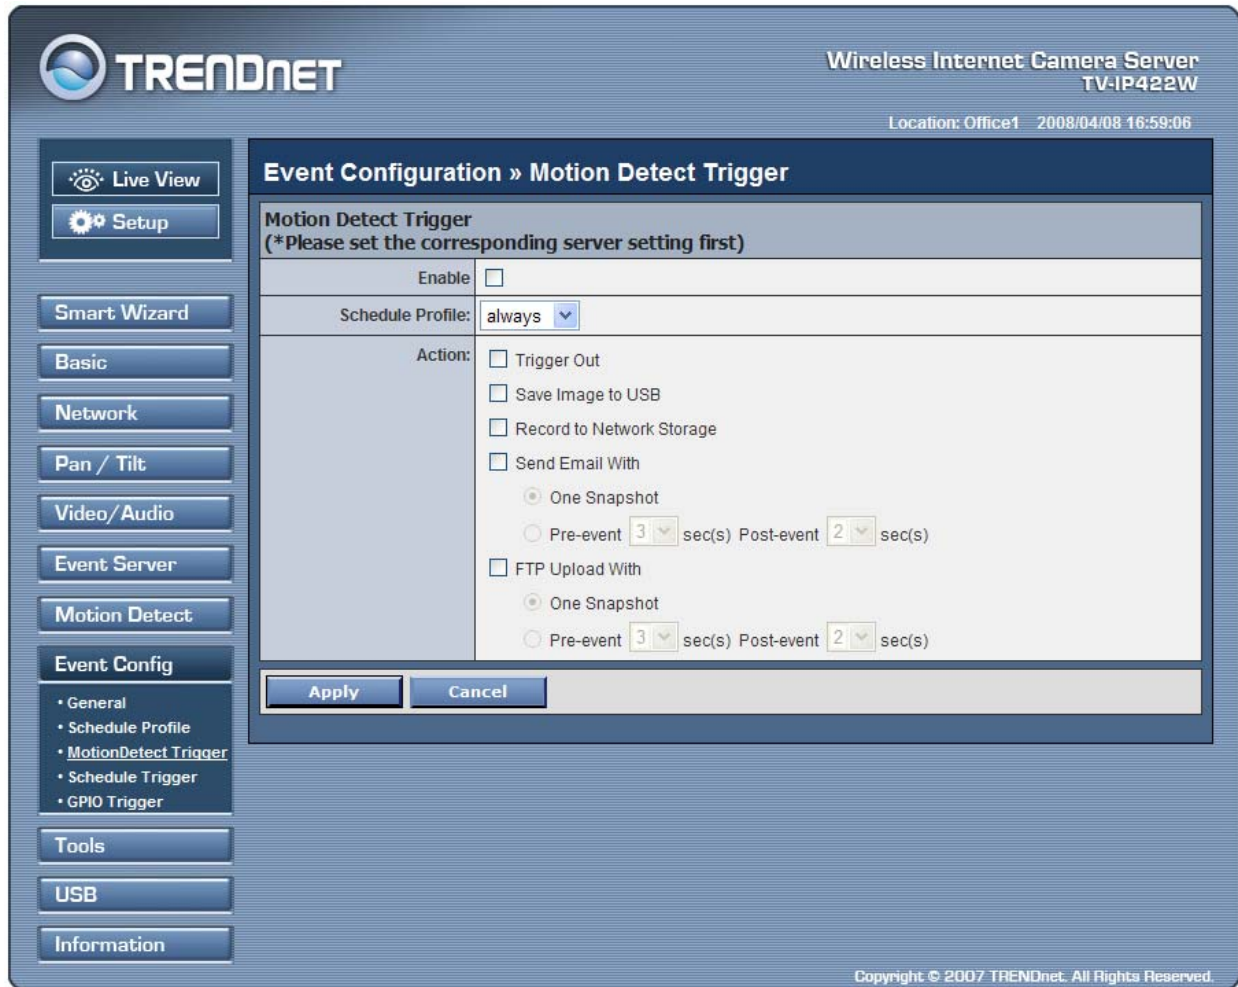 TRENDNET
Wireless Internet Camera Server
TV-IP422W
Location: Office1 2008/04/08 16:59:06
Live View
Setup
Smart Wizard
Basic
Network
Pan / Tilt
Video/Audio
Event Server
Motion Detect
Event Config
• General
• Schedule Profile
• MotionDetect Trigger
• Schedule Trigger
• GPIO Trigger
Tools
USB
Information
Event Configuration » Motion Detect Trigger
Motion Detect Trigger
(*Please set the corresponding server setting first)
Enable
Schedule Profile: always
Action:
Trigger Out
Save Image to USB
Record to Network Storage
Send Email With
One Snapshot
Pre-event 3 sec(s) Post-event 2 sec(s)
FTP Upload With
One Snapshot
Pre-event 3 sec(s) Post-event 2 sec(s)
Apply Cancel
Copyright © 2007 TRENDnet. All Rights Reserved.